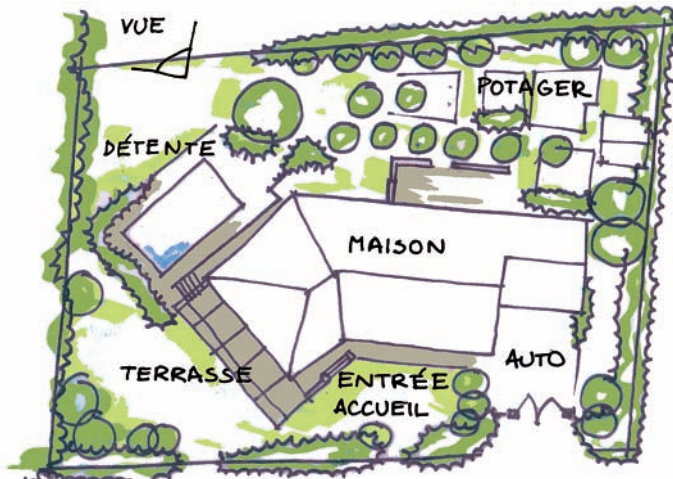 VUE
POTAGER
DÉTENTE
MAISON
TERRASSE
ENTRÉE
ACCUEIL
AUTO